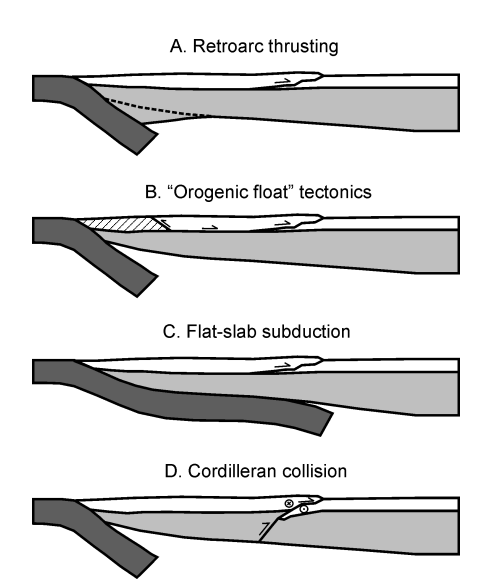 A. Retroarc thrusting
B. “Orogenic float” tectonics
C. Flat-slab subduction
D. Cordilleran collision